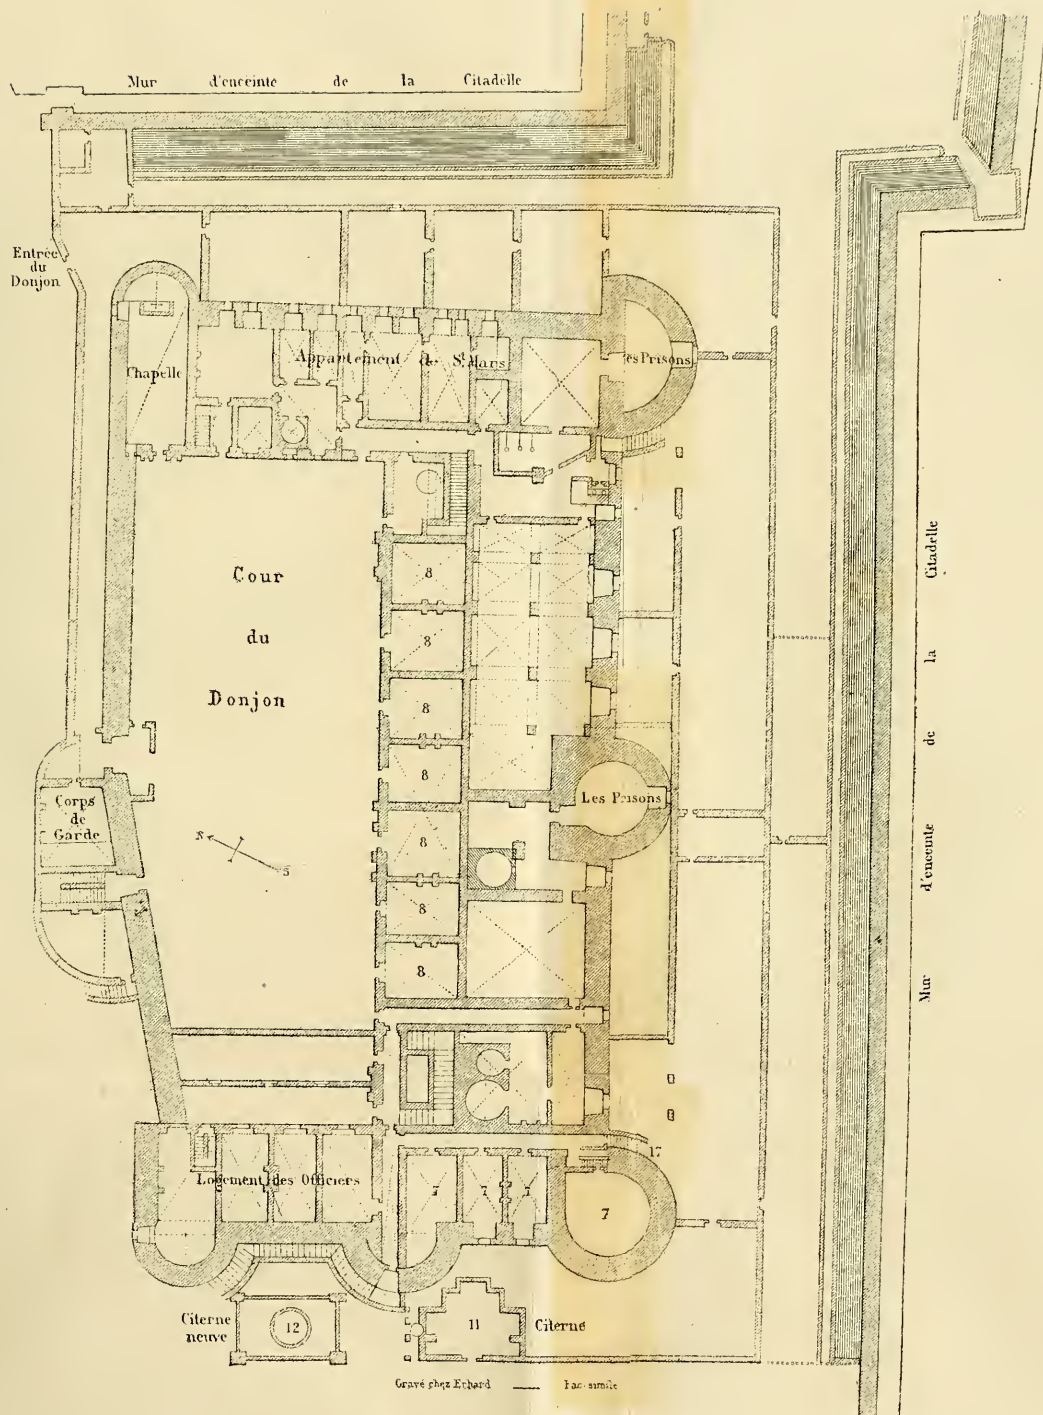 Mur d'enceinte de la Citadelle
Entrée
du
Donjon
Chapelle
Appartement de St. Mars
Les Prisons
Cour
du
Donjon
8
8
8
8
8
8
8
Les Prisons
Corps
de
Garde
S
Mur d'enceinte de la Citadelle
17
Logement des Officiers
7
7
7
7
Citerne
neuve
12
11
Citerne
Gravé chez Erhard — Fac-simile